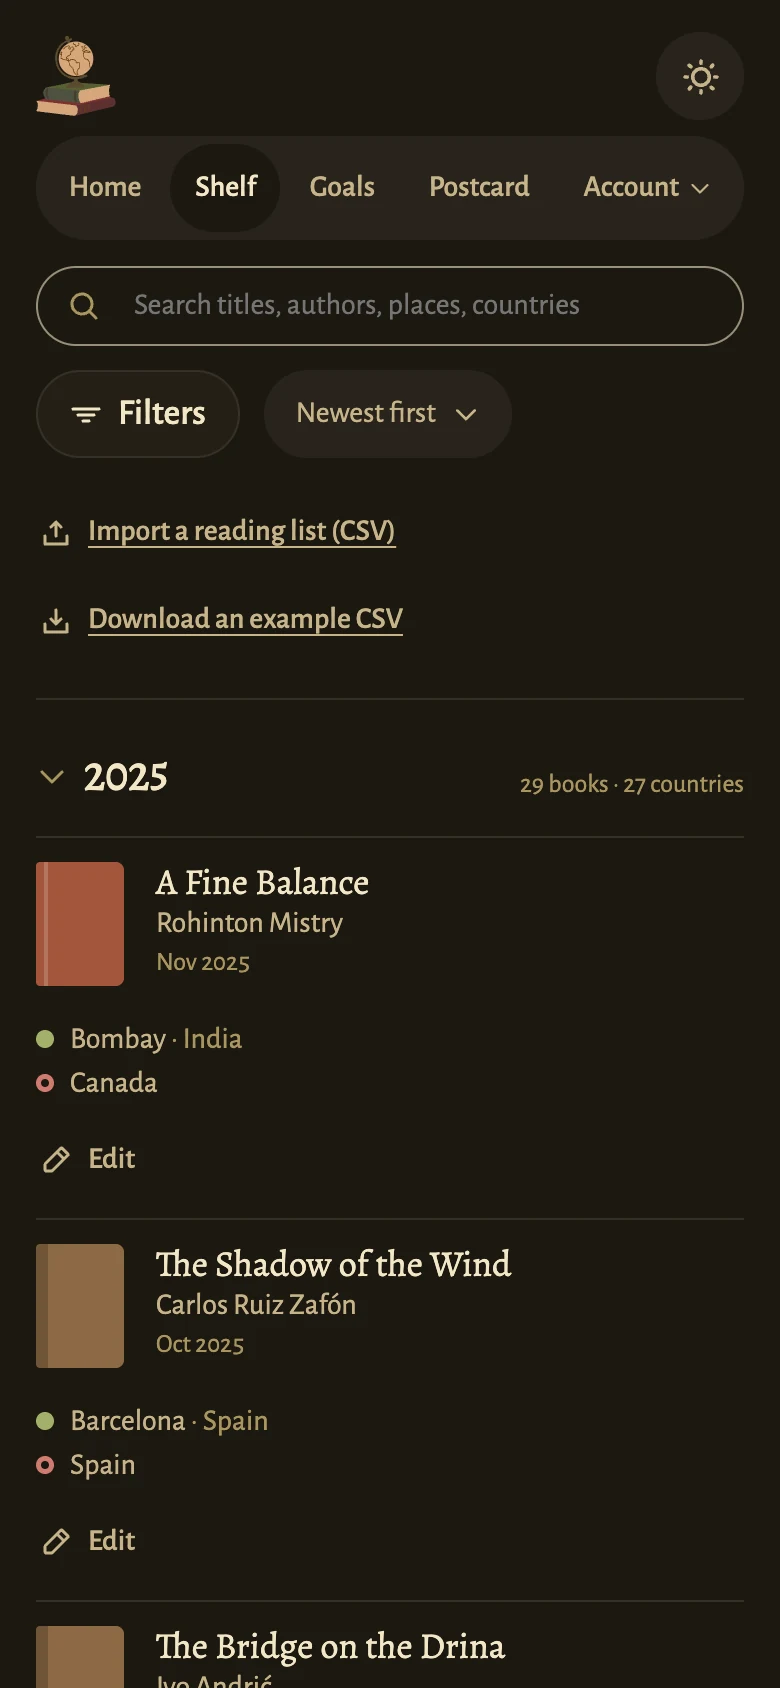 Home Shelf Goals Postcard Account
Search titles, authors, places, countries
Filters Newest first
Import a reading list (CSV)
Download an example CSV
2025 29 books · 27 countries
A Fine Balance
Rohinton Mistry
Nov 2025
Bombay · India
Canada
Edit
The Shadow of the Wind
Carlos Ruiz Zafón
Oct 2025
Barcelona · Spain
Spain
Edit
The Bridge on the Drina
Ivo Andrić